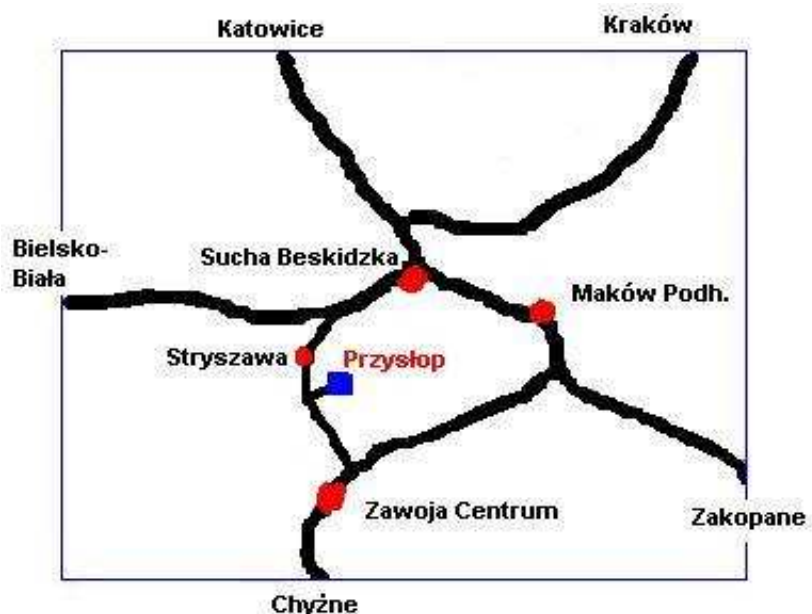 Katowice
Kraków
Bielsko-
Biała
Sucha Beskidzka
Maków Podh.
Stryszawa
Przysłop
Zawoja Centrum
Zakopane
Chyżne